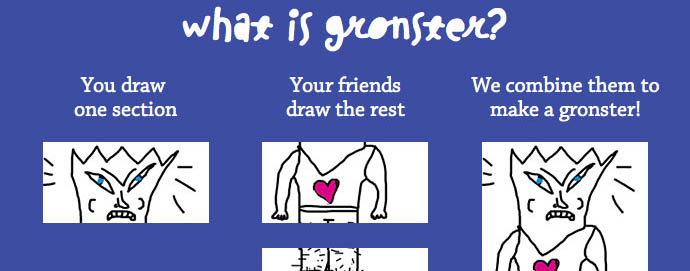 what is gronster?
You draw
one section
Your friends
draw the rest
We combine them to
make a gronster!